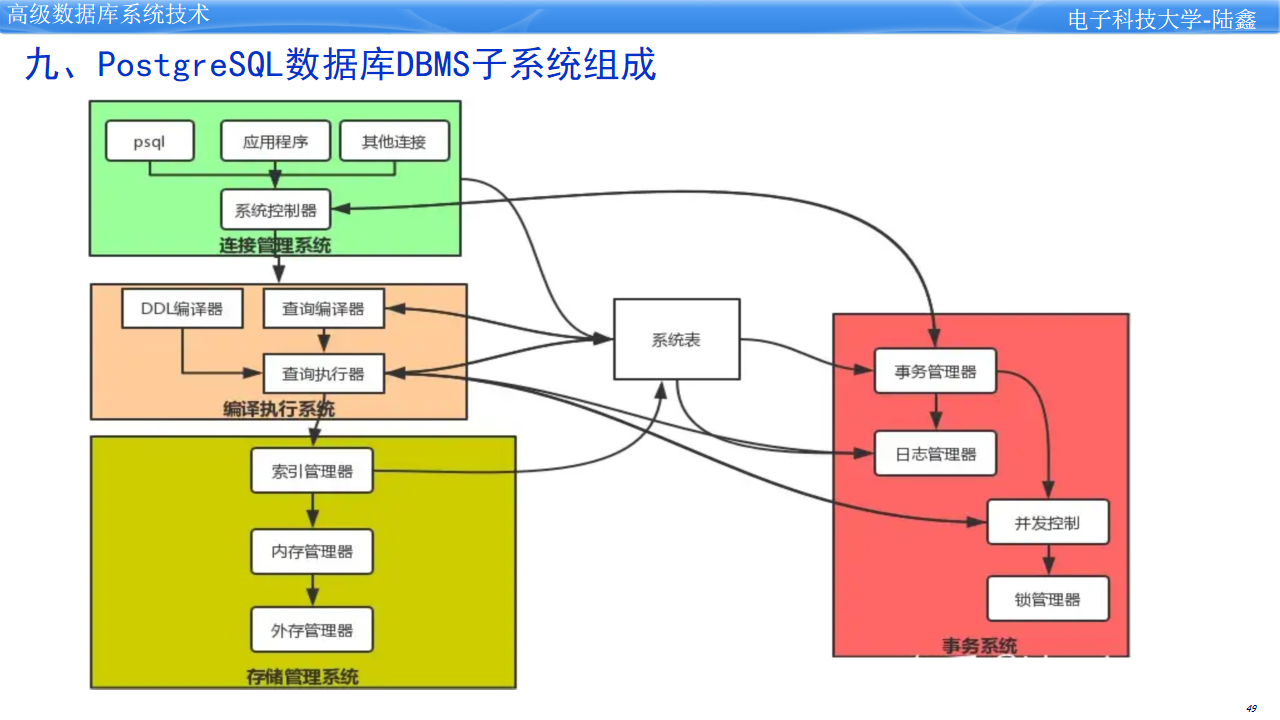 高级数据库系统技术
电子科技大学-陆鑫
九、PostgreSQL数据库DBMS子系统组成
psql
应用程序
其他连接
系统控制器
连接管理系统
DDL编译器
查询编译器
查询执行器
编译执行系统
索引管理器
内存管理器
外存管理器
存储管理系统
系统表
事务管理器
日志管理器
并发控制
锁管理器
事务系统
49